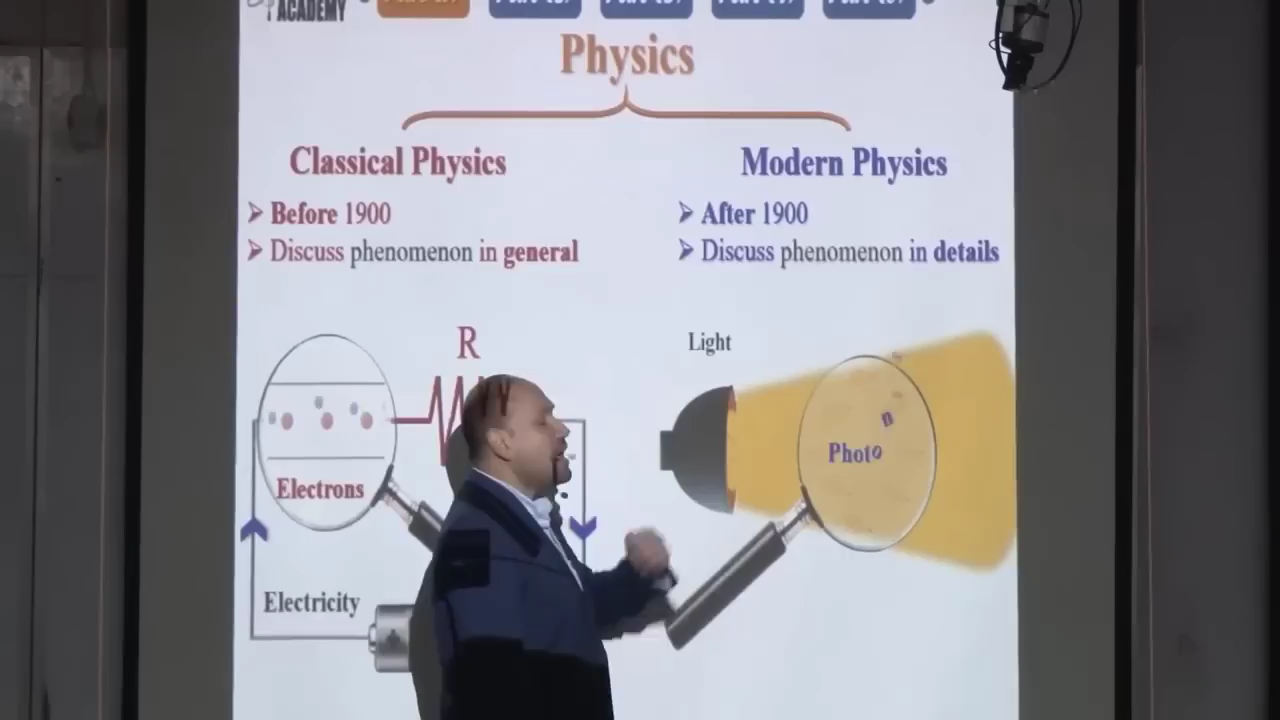 ACADEMY
Physics
Classical Physics
Before 1900
Discuss phenomenon in general
Modern Physics
After 1900
Discuss phenomenon in details
R
Electrons
Electricity
Light
Photon